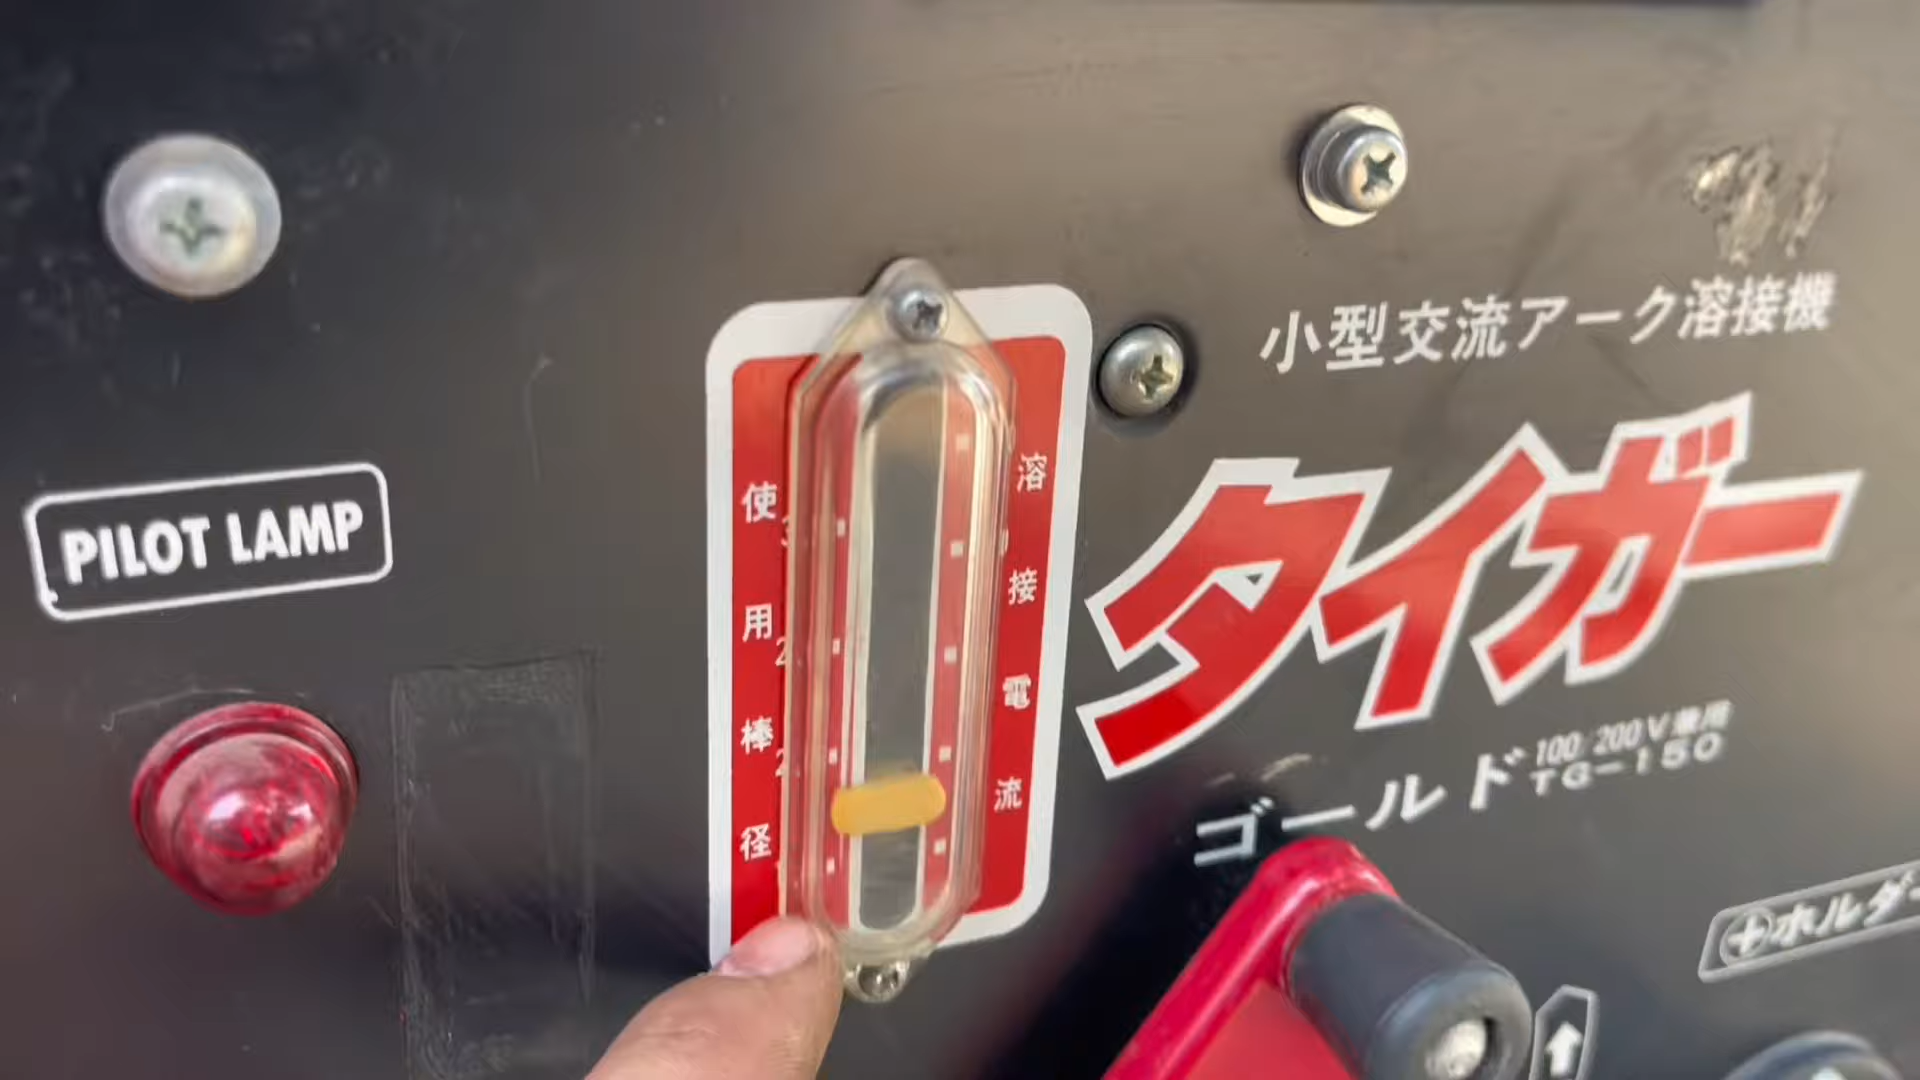 PILOT LAMP
使用棒径
溶接電流
小型交流アーク溶接機
タイガー
ゴールド
100/200V兼用
TG-150
⊕ホルダー